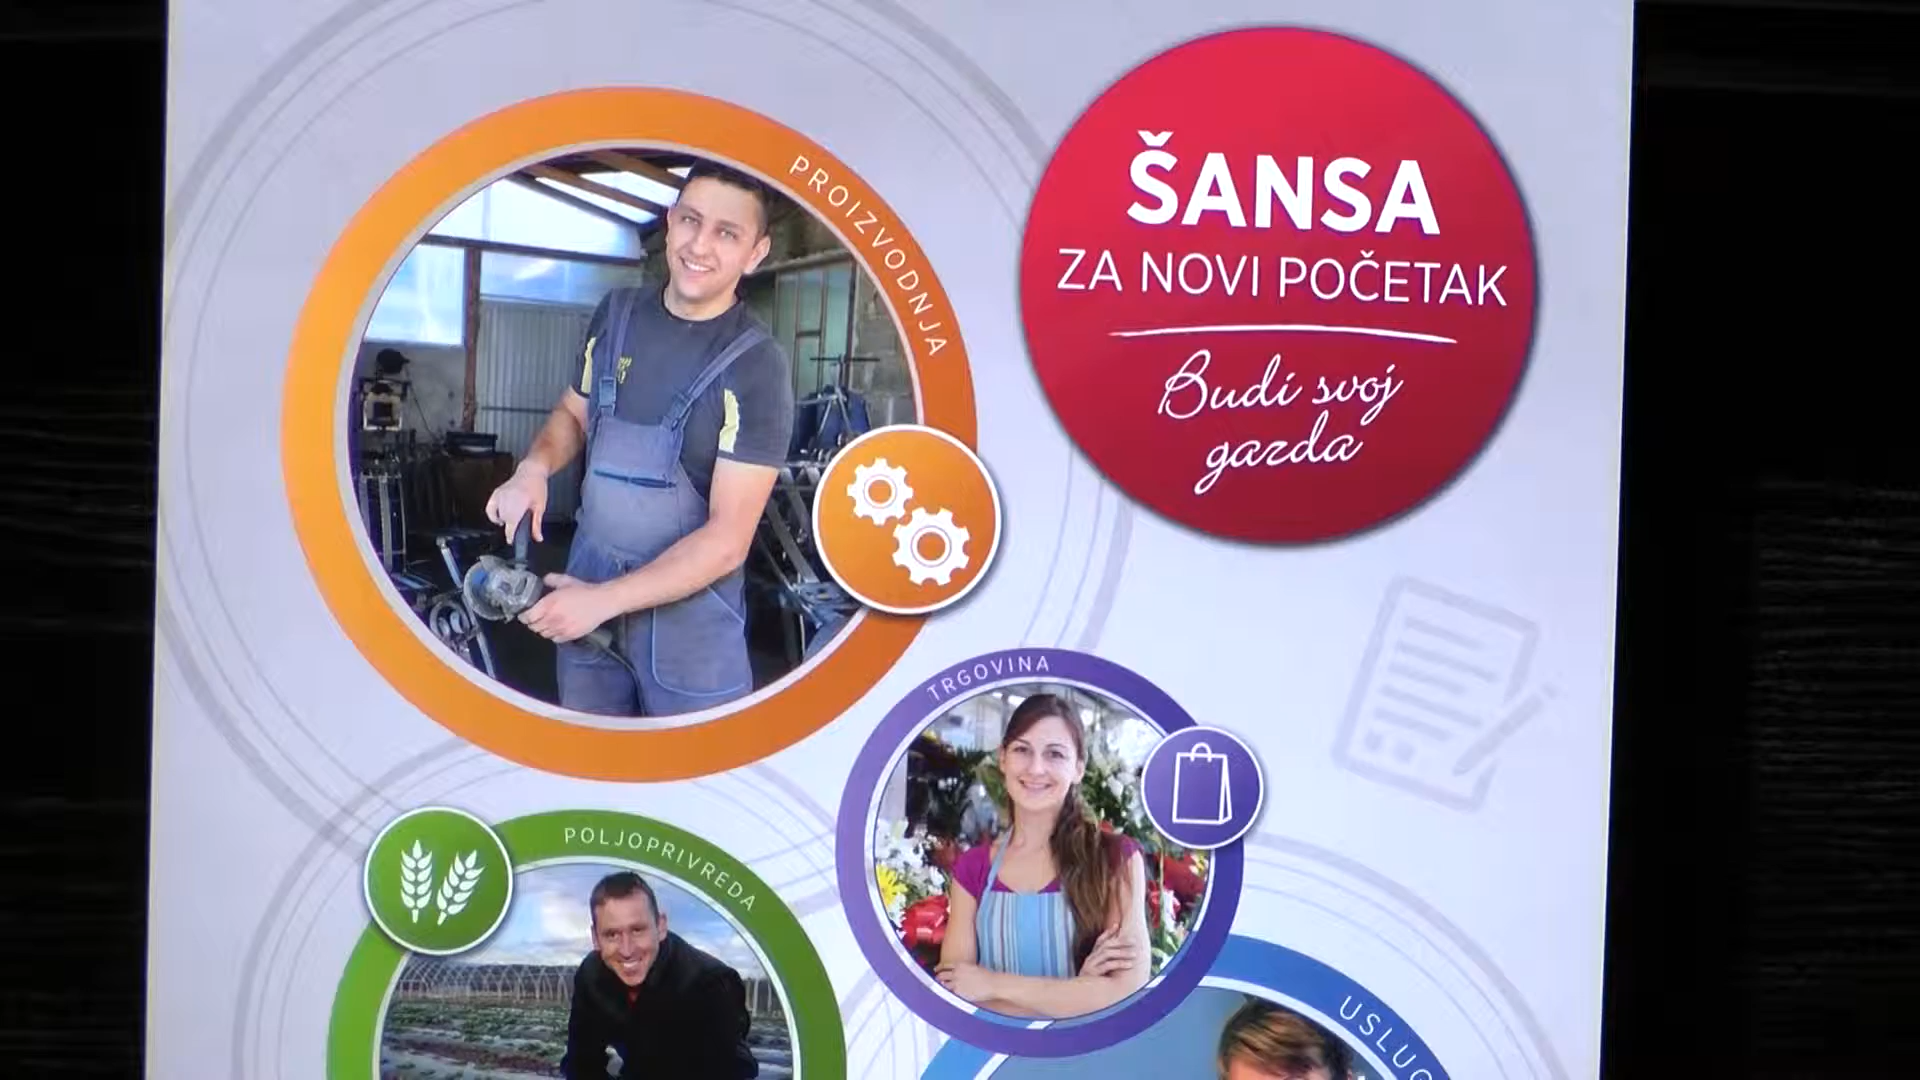 ŠANSA
ZA NOVI POČETAK
Budi svoj
gazda
PROIZVODNJA
TRGOVINA
POLJOPRIVREDA